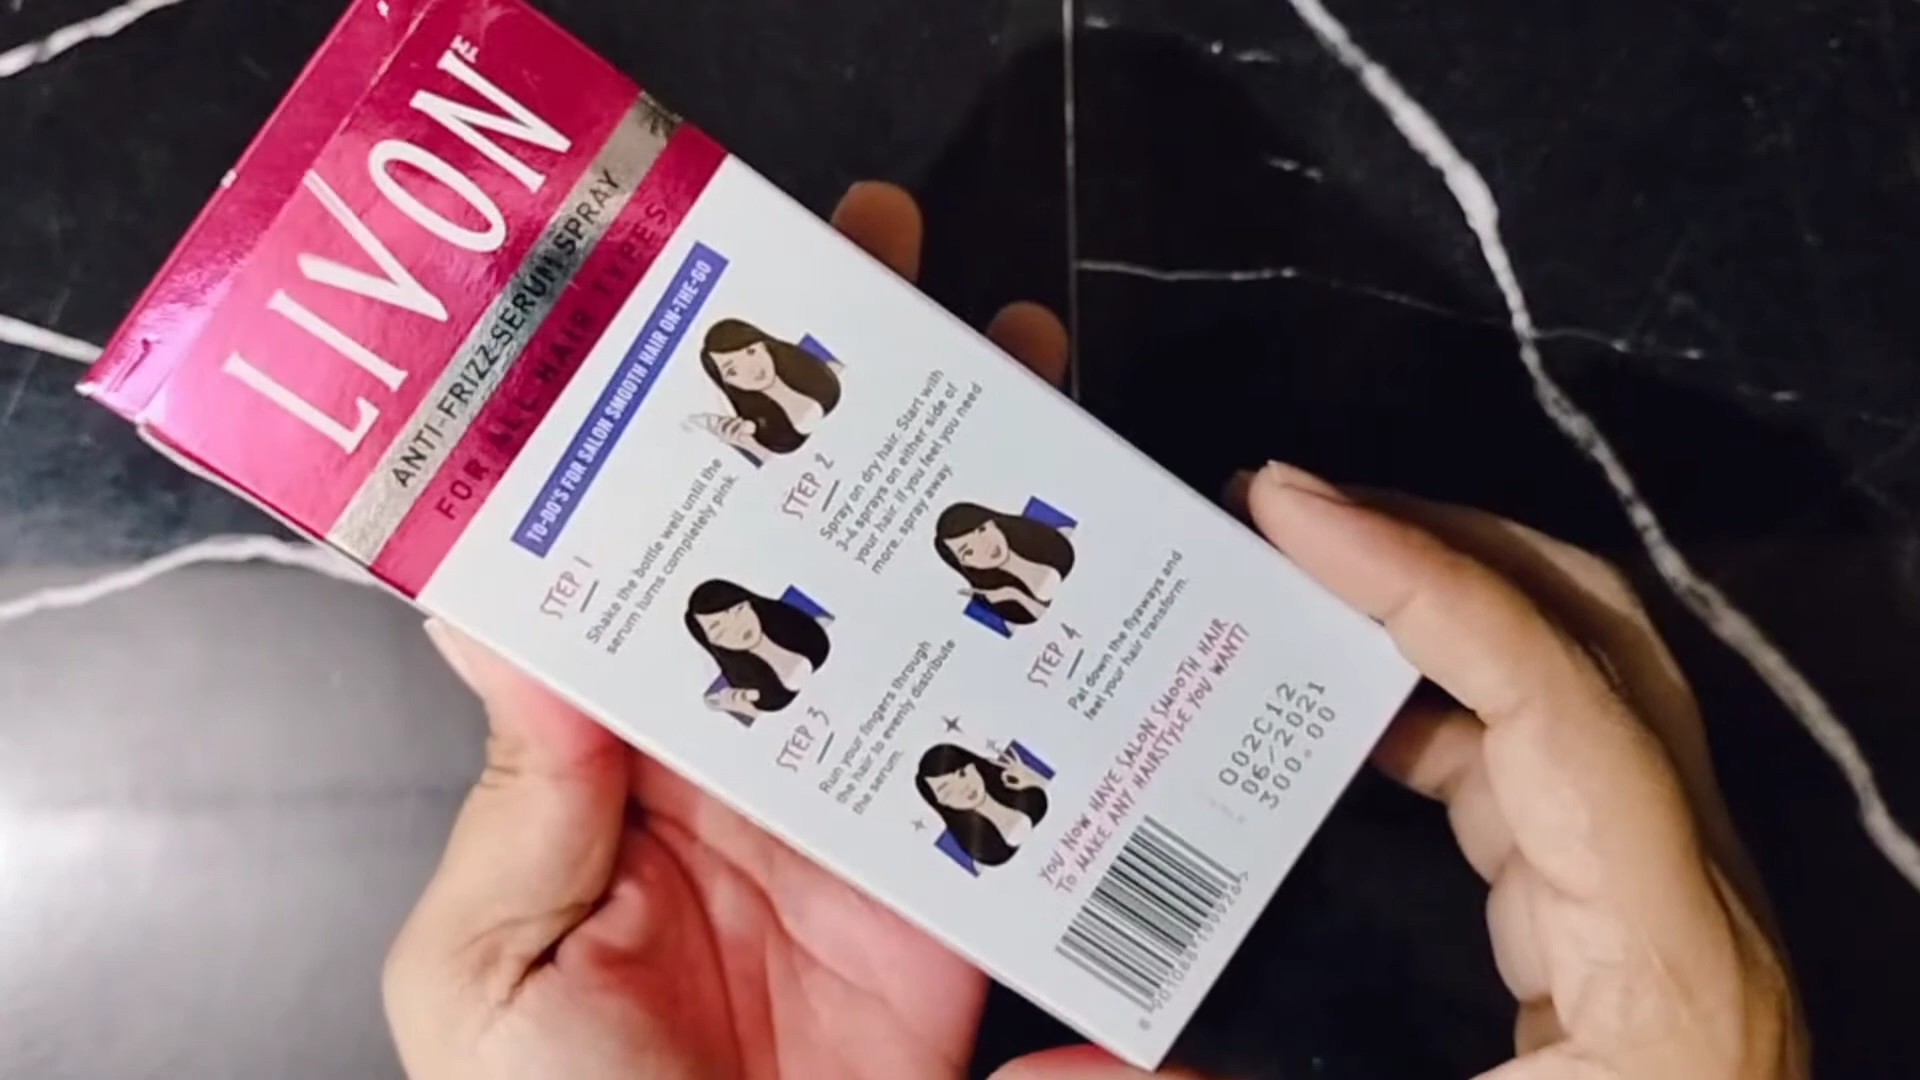 LIVON™
ANTI-FRIZZ SERUM SPRAY
FOR ALL HAIR TYPES
TO-DO'S FOR SALON SMOOTH HAIR ON-THE-GO
STEP 1
Shake the bottle well until the
serum turns completely pink.
STEP 2
Spray on dry hair. Start with
3-4 sprays on either side of
your hair. If you feel you need
more, spray away
STEP 3
Run your fingers through
the hair to evenly distribute
the serum.
STEP 4
Pat down the flyaways and
feel your hair transform.
YOU NOW HAVE SALON SMOOTH HAIR
TO MAKE ANY HAIRSTYLE YOU WANT!
002C12
06/2021
300.00